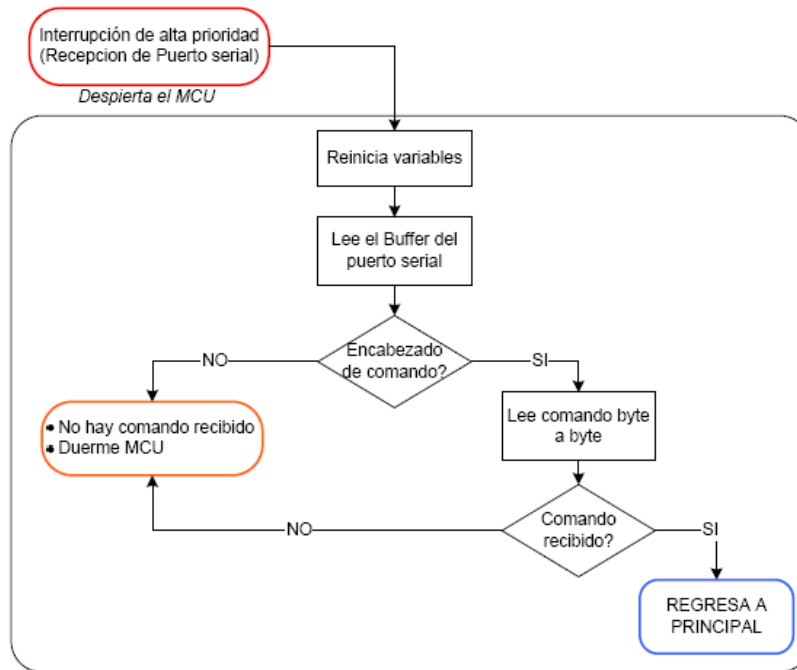 Interrupción de alta prioridad
(Recepcion de Puerto serial)
Despierta el MCU
Reinicia variables
Lee el Buffer del
puerto serial
Encabezado
de comando?
NO
SI
• No hay comando recibido
• Duerme MCU
Lee comando byte
a byte
Comando
recibido?
NO
SI
REGRESA A
PRINCIPAL